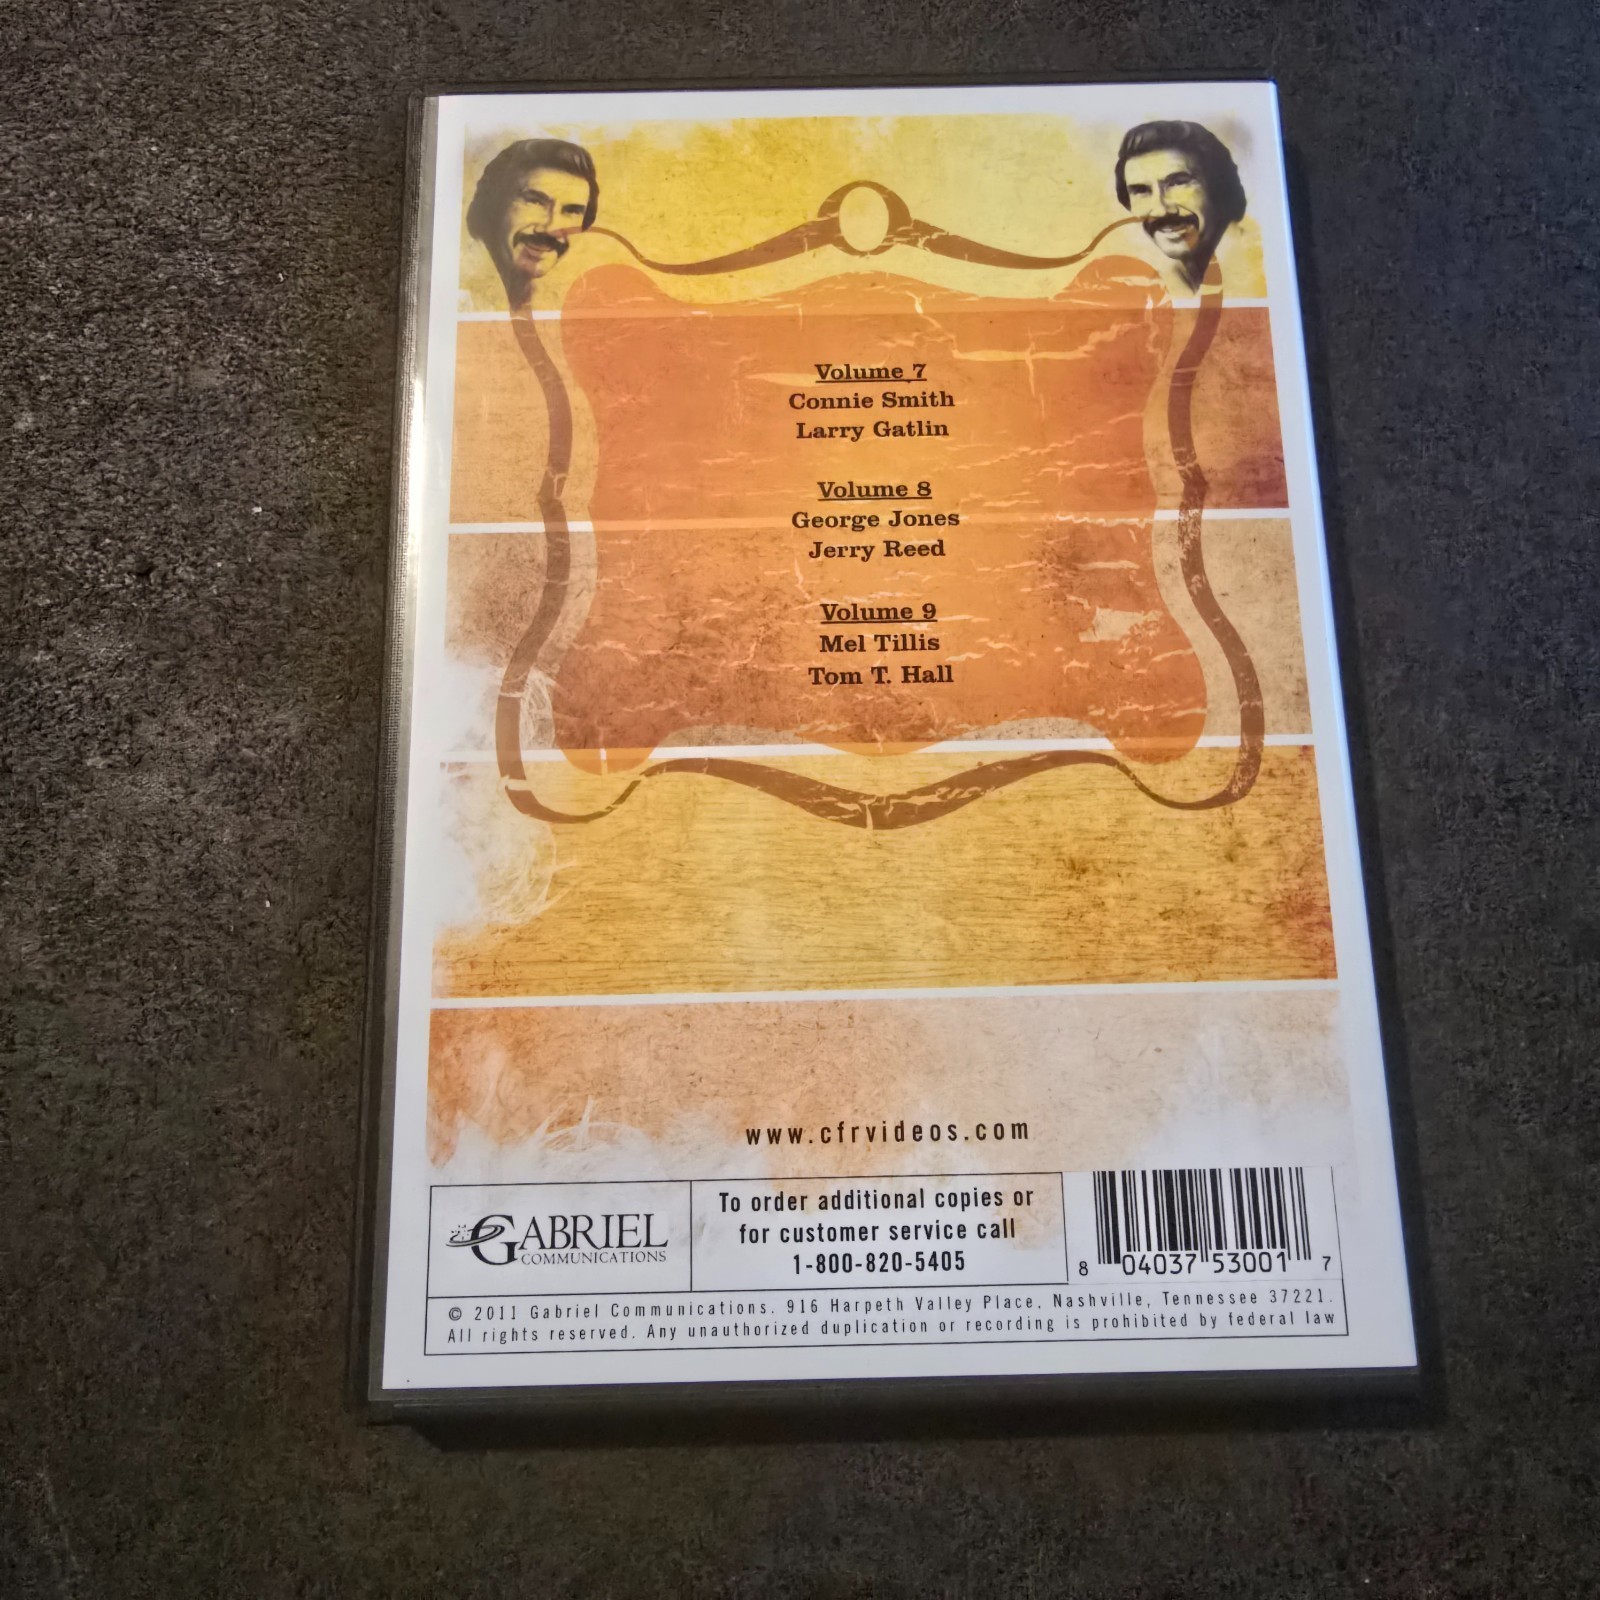 Volume 7
Connie Smith
Larry Gatlin
Volume 8
George Jones
Jerry Reed
Volume 9
Mel Tillis
Tom T. Hall
www.cfrvideos.com
GABRIEL
COMMUNICATIONS
To order additional copies or
for customer service call
1-800-820-5405
8 04037 53001 7
© 2011 Gabriel Communications. 916 Harpeth Valley Place, Nashville, Tennessee 37221.
All rights reserved. Any unauthorized duplication or recording is prohibited by federal law